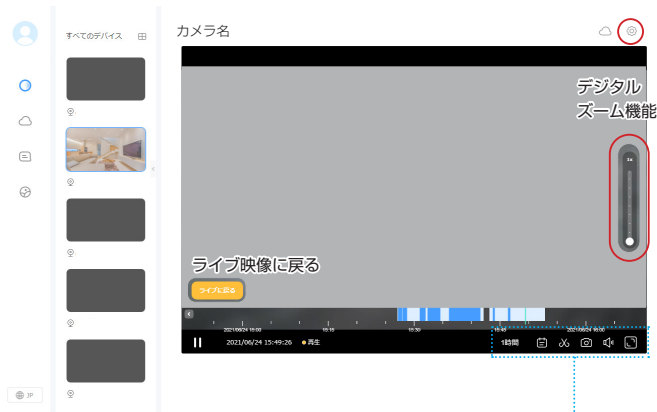 すべてのデバイス
カメラ名
デジタル
ズーム機能
1x
ライブ映像に戻る
ライブに戻る
2021/06/24 15:00
15:15
15:30
15:45
2021/06/24 16:00
2021/06/24 15:49:26
再生
1時間
JP